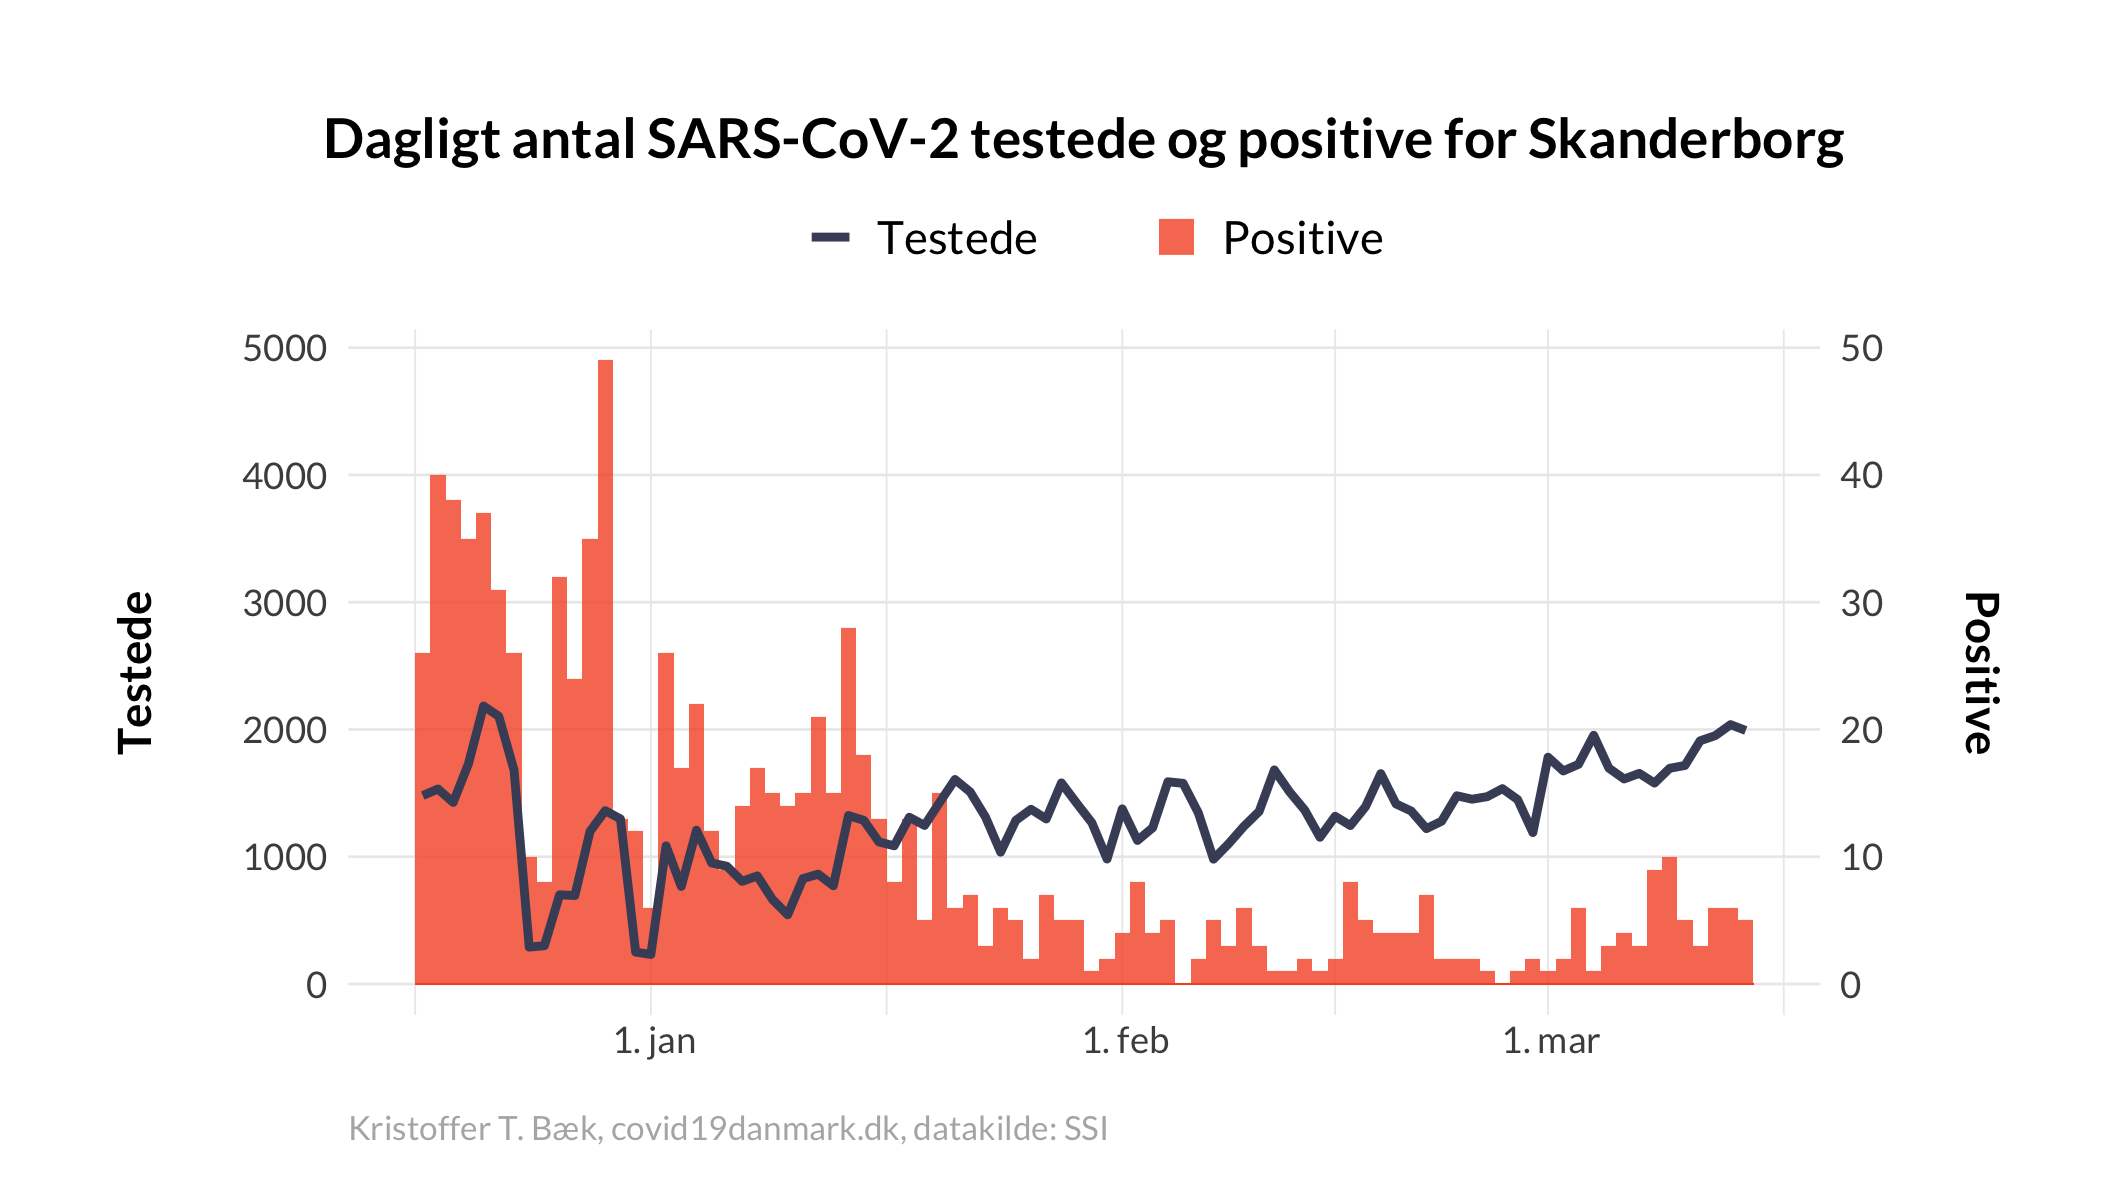 Dagligt antal SARS-CoV-2 testede og positive for Skanderborg
Testede
Positive
5000
4000
3000
2000
1000
0
Testede
50
40
30
20
10
0
Positive
1. jan
1. feb
1. mar
Kristoffer T. Bæk, covid19danmark.dk, datakilde: SSI